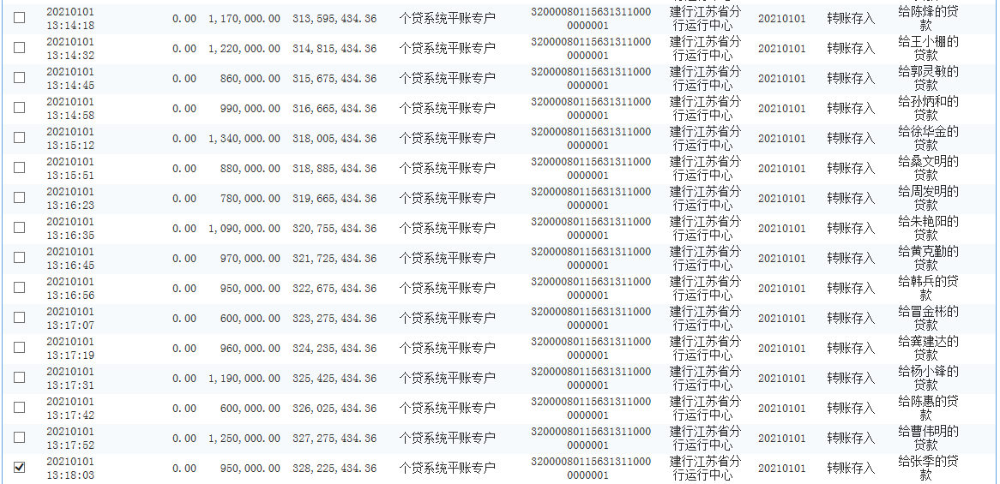 20210101 13:14:18 0.00 1,170,000.00 313,595,434.36 个贷系统平账专户 32000080115631311000 0000001 建行江苏省分行运行中心 20210101 转账存入 给陈烽的贷款
20210101 13:14:32 0.00 1,220,000.00 314,815,434.36 个贷系统平账专户 32000080115631311000 0000001 建行江苏省分行运行中心 20210101 转账存入 给王小棚的贷款
20210101 13:14:45 0.00 860,000.00 315,675,434.36 个贷系统平账专户 32000080115631311000 0000001 建行江苏省分行运行中心 20210101 转账存入 给郭灵敏的贷款
20210101 13:14:58 0.00 990,000.00 316,665,434.36 个贷系统平账专户 32000080115631311000 0000001 建行江苏省分行运行中心 20210101 转账存入 给孙炳和的贷款
20210101 13:15:12 0.00 1,340,000.00 318,005,434.36 个贷系统平账专户 32000080115631311000 0000001 建行江苏省分行运行中心 20210101 转账存入 给徐华金的贷款
20210101 13:15:51 0.00 880,000.00 318,885,434.36 个贷系统平账专户 32000080115631311000 0000001 建行江苏省分行运行中心 20210101 转账存入 给桑文明的贷款
20210101 13:16:23 0.00 780,000.00 319,665,434.36 个贷系统平账专户 32000080115631311000 0000001 建行江苏省分行运行中心 20210101 转账存入 给周发明的贷款
20210101 13:16:35 0.00 1,090,000.00 320,755,434.36 个贷系统平账专户 32000080115631311000 0000001 建行江苏省分行运行中心 20210101 转账存入 给朱艳阳的贷款
20210101 13:16:45 0.00 970,000.00 321,725,434.36 个贷系统平账专户 32000080115631311000 0000001 建行江苏省分行运行中心 20210101 转账存入 给黄克勤的贷款
20210101 13:16:56 0.00 950,000.00 322,675,434.36 个贷系统平账专户 32000080115631311000 0000001 建行江苏省分行运行中心 20210101 转账存入 给韩兵的贷款
20210101 13:17:07 0.00 600,000.00 323,275,434.36 个贷系统平账专户 32000080115631311000 0000001 建行江苏省分行运行中心 20210101 转账存入 给冒金彬的贷款
20210101 13:17:19 0.00 960,000.00 324,235,434.36 个贷系统平账专户 32000080115631311000 0000001 建行江苏省分行运行中心 20210101 转账存入 给龚建达的贷款
20210101 13:17:31 0.00 1,190,000.00 325,425,434.36 个贷系统平账专户 32000080115631311000 0000001 建行江苏省分行运行中心 20210101 转账存入 给杨小锋的贷款
20210101 13:17:42 0.00 600,000.00 326,025,434.36 个贷系统平账专户 32000080115631311000 0000001 建行江苏省分行运行中心 20210101 转账存入 给陈惠的贷款
20210101 13:17:52 0.00 1,250,000.00 327,275,434.36 个贷系统平账专户 32000080115631311000 0000001 建行江苏省分行运行中心 20210101 转账存入 给曹伟明的贷款
20210101 13:18:03 0.00 950,000.00 328,225,434.36 个贷系统平账专户 32000080115631311000 0000001 建行江苏省分行运行中心 20210101 转账存入 给张季的贷款